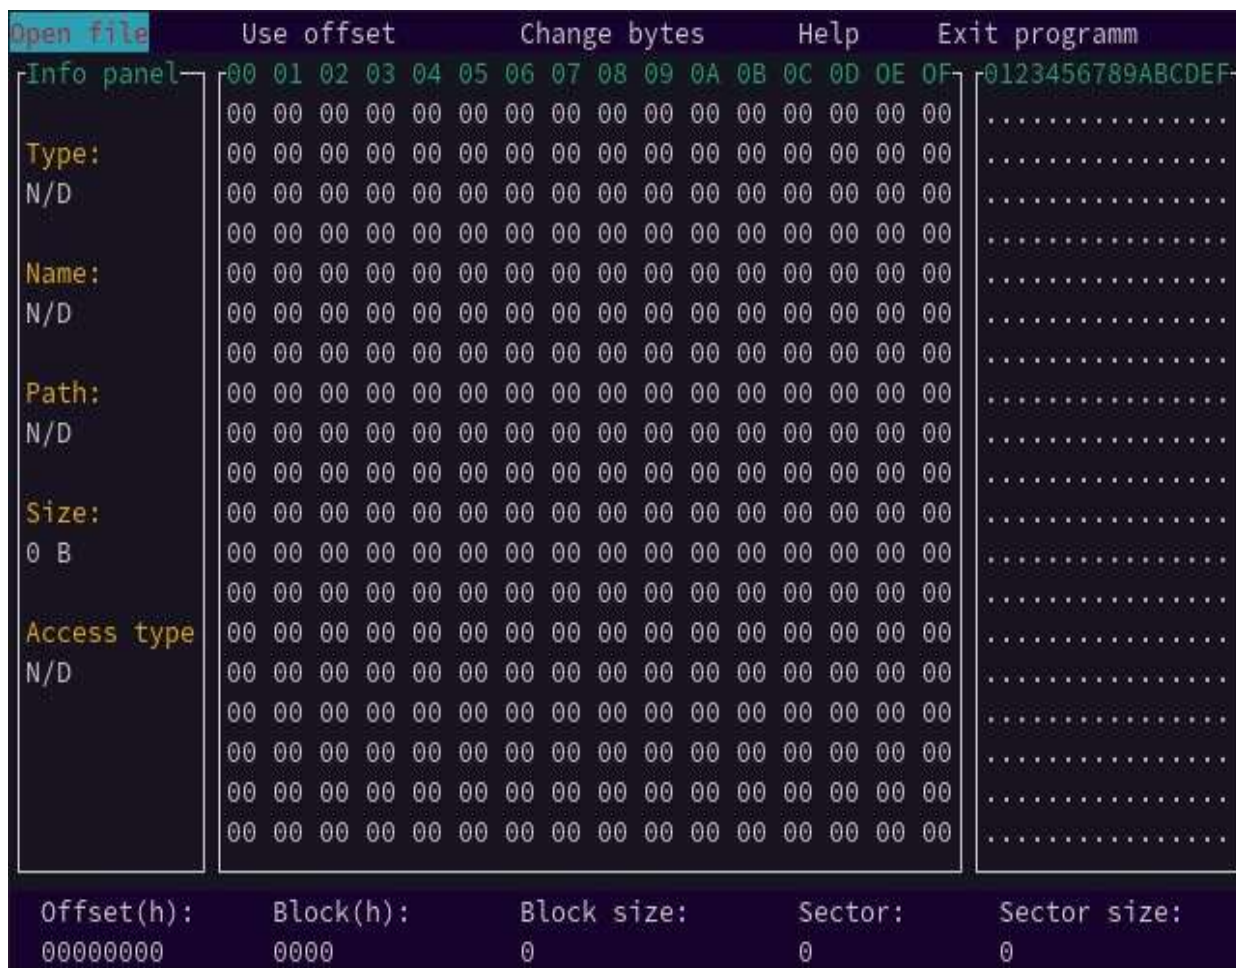 Open file Use offset Change bytes Help Exit programm
Info panel 00 01 02 03 04 05 06 07 08 09 0A 0B 0C 0D 0E 0F 0123456789ABCDEF
00 00 00 00 00 00 00 00 00 00 00 00 00 00 00 00 ................
Type: 00 00 00 00 00 00 00 00 00 00 00 00 00 00 00 00 ................
N/D 00 00 00 00 00 00 00 00 00 00 00 00 00 00 00 00 ................
00 00 00 00 00 00 00 00 00 00 00 00 00 00 00 00 ................
Name: 00 00 00 00 00 00 00 00 00 00 00 00 00 00 00 00 ................
N/D 00 00 00 00 00 00 00 00 00 00 00 00 00 00 00 00 ................
00 00 00 00 00 00 00 00 00 00 00 00 00 00 00 00 ................
Path: 00 00 00 00 00 00 00 00 00 00 00 00 00 00 00 00 ................
N/D 00 00 00 00 00 00 00 00 00 00 00 00 00 00 00 00 ................
00 00 00 00 00 00 00 00 00 00 00 00 00 00 00 00 ................
Size: 00 00 00 00 00 00 00 00 00 00 00 00 00 00 00 00 ................
0 B 00 00 00 00 00 00 00 00 00 00 00 00 00 00 00 00 ................
00 00 00 00 00 00 00 00 00 00 00 00 00 00 00 00 ................
Access type 00 00 00 00 00 00 00 00 00 00 00 00 00 00 00 00 ................
N/D 00 00 00 00 00 00 00 00 00 00 00 00 00 00 00 00 ................
00 00 00 00 00 00 00 00 00 00 00 00 00 00 00 00 ................
00 00 00 00 00 00 00 00 00 00 00 00 00 00 00 00 ................
00 00 00 00 00 00 00 00 00 00 00 00 00 00 00 00 ................
00 00 00 00 00 00 00 00 00 00 00 00 00 00 00 00 ................
Offset(h): Block(h): Block size: Sector: Sector size:
00000000 0000 0 0 0